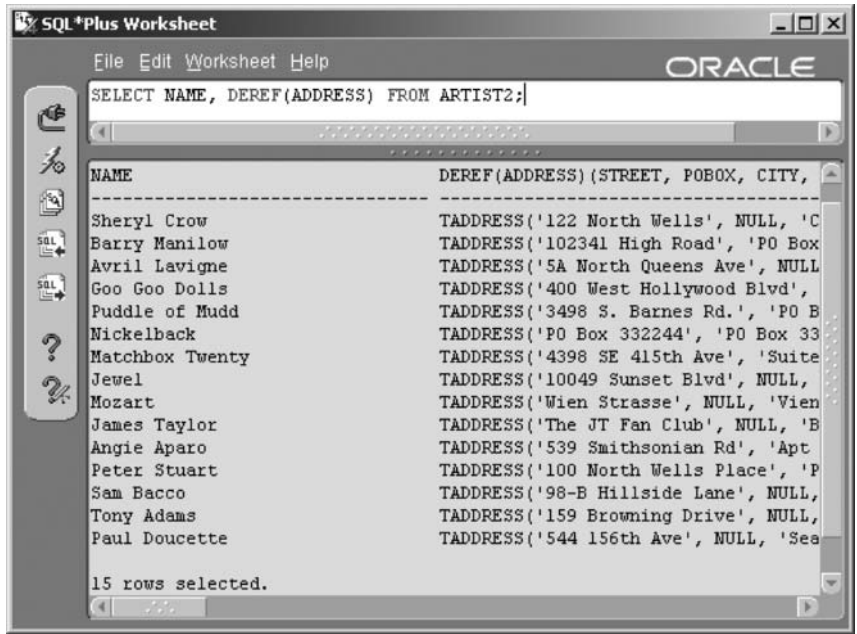 SQL*Plus Worksheet
File Edit Worksheet Help
ORACLE
SELECT NAME, DEREF(ADDRESS) FROM ARTIST2;
NAME DEREF(ADDRESS)(STREET, POBOX, CITY,
-------------------------------- ------------------------------------
Sheryl Crow TADDRESS('122 North Wells', NULL, 'C
Barry Manilow TADDRESS('102341 High Road', 'PO Box
Avril Lavigne TADDRESS('5A North Queens Ave', NULL
Goo Goo Dolls TADDRESS('400 West Hollywood Blvd',
Puddle of Mudd TADDRESS('3498 S. Barnes Rd.', 'PO B
Nickelback TADDRESS('PO Box 332244', 'PO Box 33
Matchbox Twenty TADDRESS('4398 SE 415th Ave', 'Suite
Jewel TADDRESS('10049 Sunset Blvd', NULL,
Mozart TADDRESS('Wien Strasse', NULL, 'Vien
James Taylor TADDRESS('The JT Fan Club', NULL, 'B
Angie Aparo TADDRESS('539 Smithsonian Rd', 'Apt
Peter Stuart TADDRESS('100 North Wells Place', 'P
Sam Bacco TADDRESS('98-B Hillside Lane', NULL,
Tony Adams TADDRESS('159 Browning Drive', NULL,
Paul Doucette TADDRESS('544 156th Ave', NULL, 'Sea
15 rows selected.
SQL
SQL